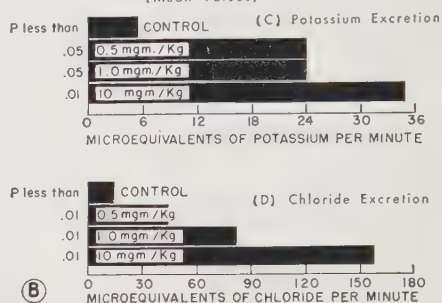 (Mean Values)
(C) Potassium Excretion
P less than CONTROL
.05 0.5 mgm./Kg
.05 1.0 mgm./Kg
.01 10 mgm/Kg
0 6 12 18 24 30 36
MICROEQUIVALENTS OF POTASSIUM PER MINUTE
(D) Chloride Excretion
P less than CONTROL
.01 0.5 mgm/Kg
.01 1.0 mgm/Kg
.01 10 mgm/Kg
0 30 60 90 120 150 180
MICROEQUIVALENTS OF CHLORIDE PER MINUTE
B